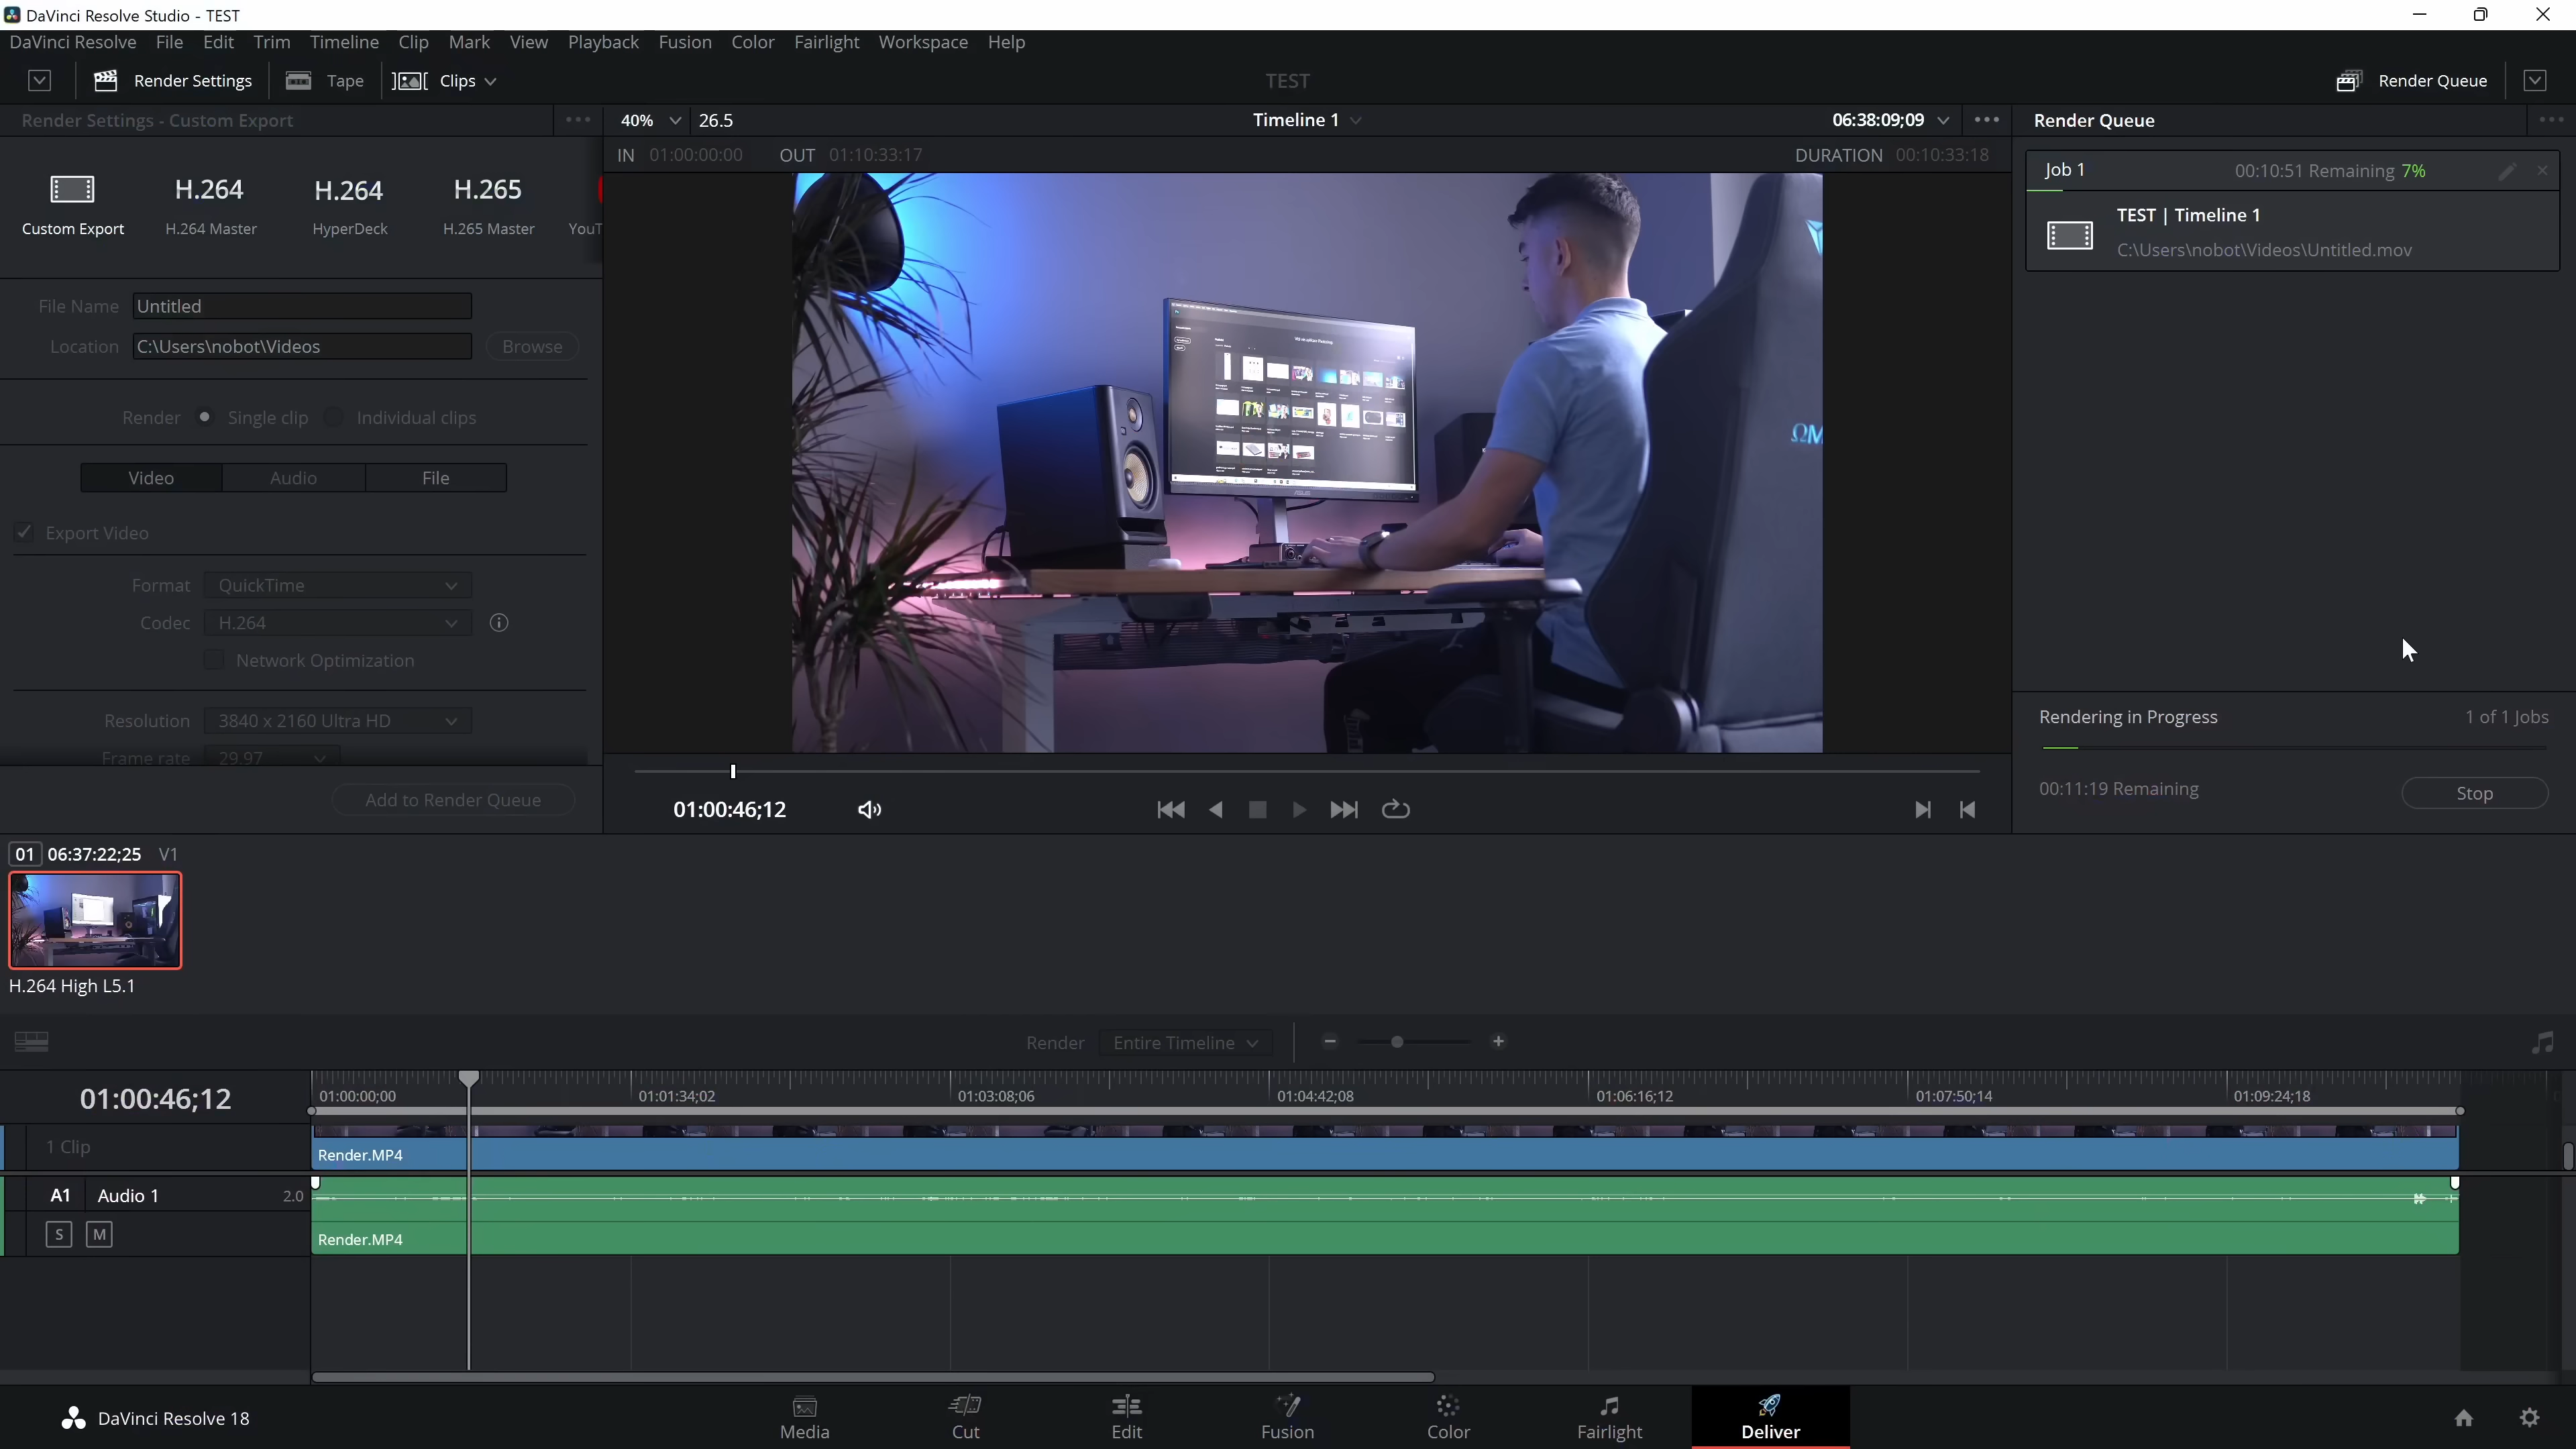 DaVinci Resolve Studio - TEST
DaVinci Resolve File Edit Trim Timeline Clip Mark View Playback Fusion Color Fairlight Workspace Help
Render Settings Tape Clips TEST Render Queue
Render Settings - Custom Export 40% 26.5 Timeline 1 06:38:09;09 Render Queue
IN 01:00:00:00 OUT 01:10:33:17 DURATION 00:10:33:18
Job 1 00:10:51 Remaining 7%
H.264 H.264 H.265
Custom Export H.264 Master HyperDeck H.265 Master YouT
TEST | Timeline 1
C:\Users\nobot\Videos\Untitled.mov
File Name Untitled
Location C:\Users\nobot\Videos Browse
Render Single clip Individual clips
Video Audio File
Export Video
Format QuickTime
Codec H.264
Network Optimization
Resolution 3840 x 2160 Ultra HD
Frame rate 29.97
Add to Render Queue
ΩM
Rendering in Progress 1 of 1 Jobs
00:11:19 Remaining Stop
01:00:46;12
01 06:37:22;25 V1
H.264 High L5.1
Render Entire Timeline
01:00:46;12
01:00:00;00 01:01:34;02 01:03:08;06 01:04:42;08 01:06:16;12 01:07:50;14 01:09:24;18
1 Clip
Render.MP4
A1 Audio 1 2.0
S M
Render.MP4
DaVinci Resolve 18
Media Cut Edit Fusion Color Fairlight Deliver